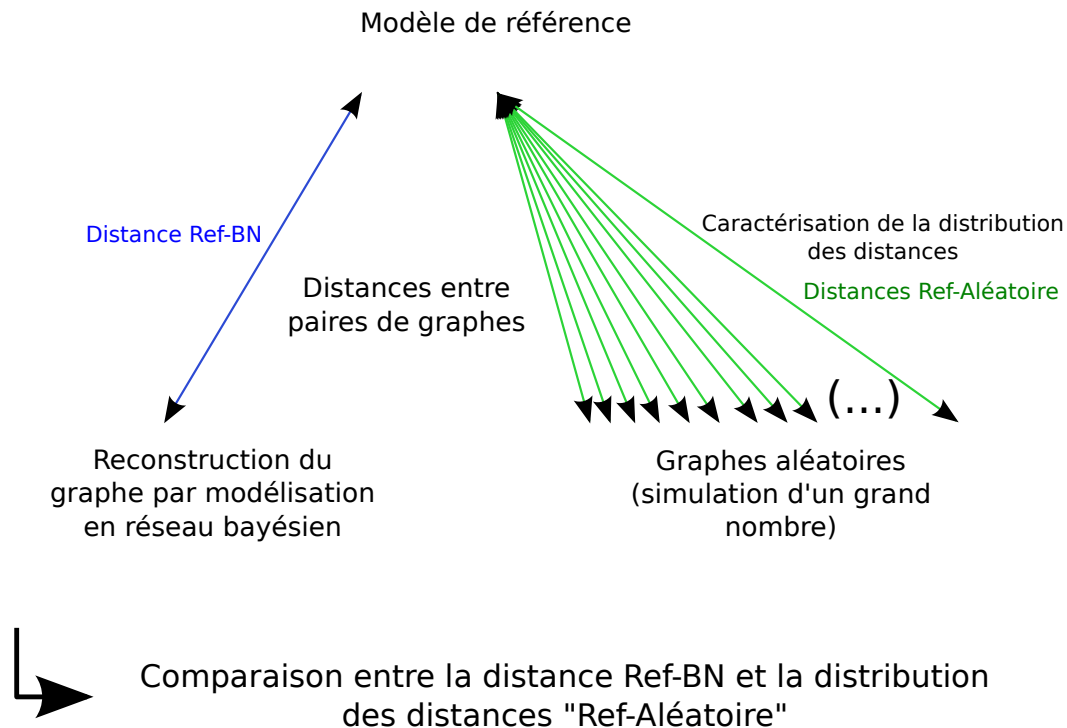 Modèle de référence
Distance Ref-BN
Caractérisation de la distribution
des distances
Distances Ref-Aléatoire
Distances entre
paires de graphes
(...)
Reconstruction du
graphe par modélisation
en réseau bayésien
Graphes aléatoires
(simulation d'un grand
nombre)
Comparaison entre la distance Ref-BN et la distribution
des distances "Ref-Aléatoire"